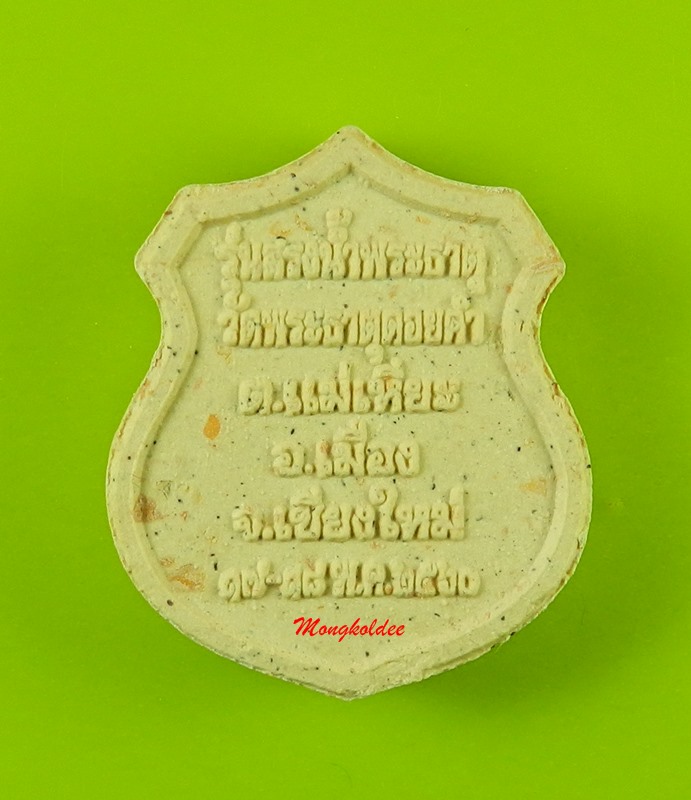 รุ่นสรงน้ำพระธาตุ
วัดพระธาตุดอยคำ
ต.แม่เหียะ
อ.เมือง
จ.เชียงใหม่
๑๗-๑๘ พ.ค.๒๕๖๐
Mongkoldee